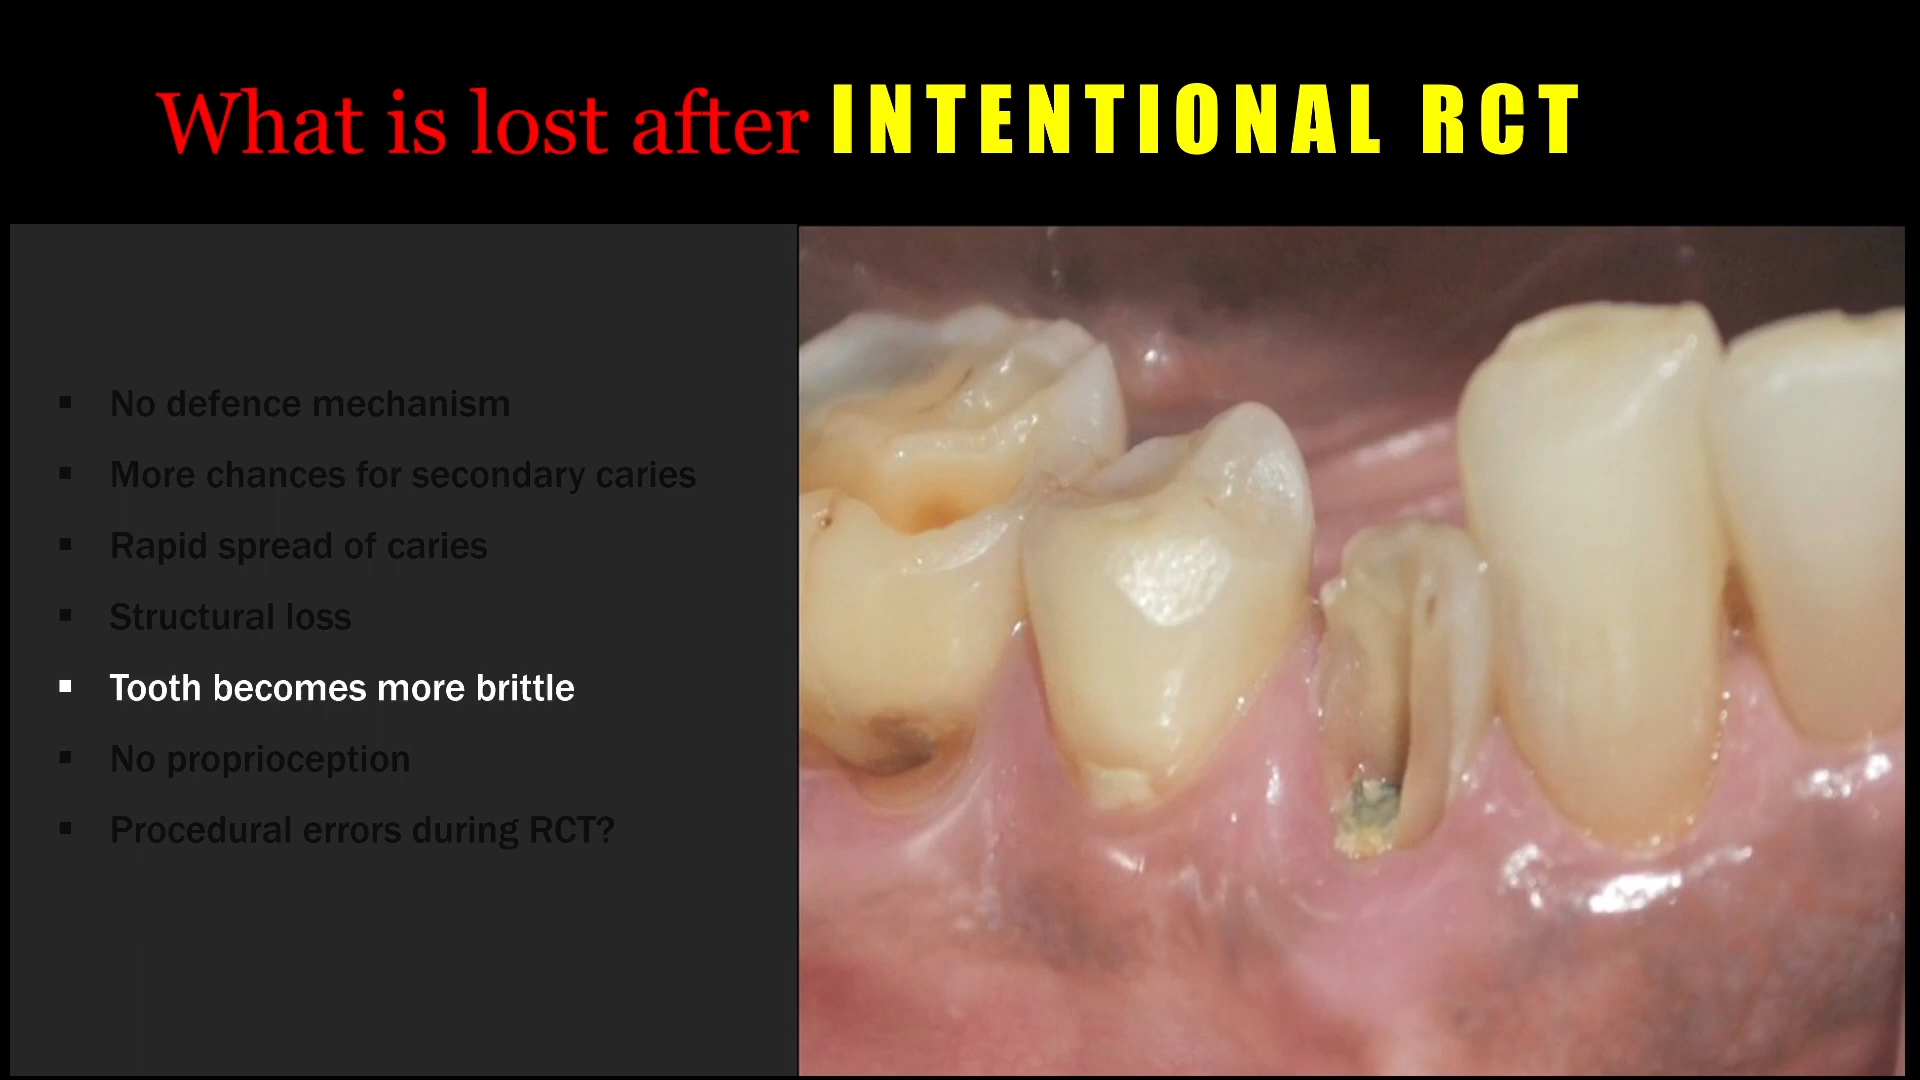 What is lost after INTENTIONAL RCT
▪ No defence mechanism
▪ More chances for secondary caries
▪ Rapid spread of caries
▪ Structural loss
▪ Tooth becomes more brittle
▪ No proprioception
▪ Procedural errors during RCT?